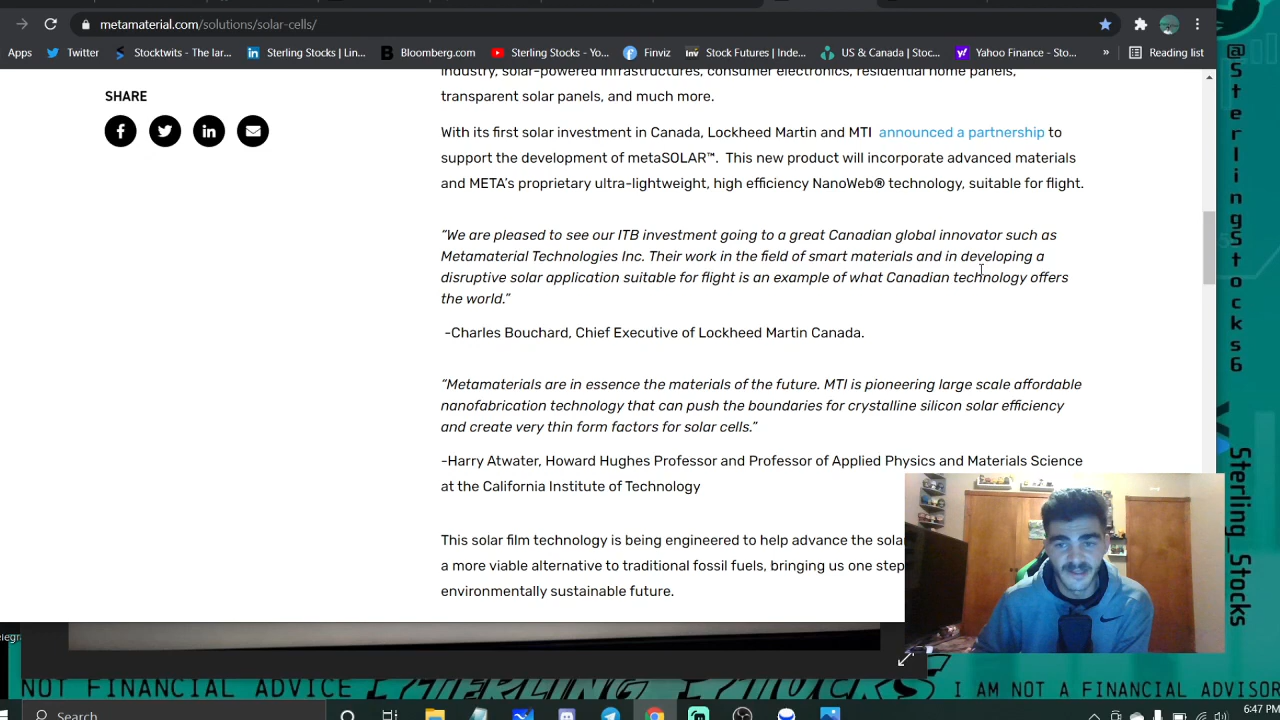 metamaterial.com/solutions/solar-cells/
Apps Twitter Stocktwits - The lar... Sterling Stocks | Lin... Bloomberg.com Sterling Stocks - Yo... Finviz Stock Futures | Inde... US & Canada | Stoc... Yahoo Finance - Sto... » Reading list
industry, solar-powered infrastructures, consumer electronics, residential home panels,
transparent solar panels, and much more.
SHARE
With its first solar investment in Canada, Lockheed Martin and MTI announced a partnership to
support the development of metaSOLAR™. This new product will incorporate advanced materials
and META's proprietary ultra-lightweight, high efficiency NanoWeb® technology, suitable for flight.
“We are pleased to see our ITB investment going to a great Canadian global innovator such as
Metamaterial Technologies Inc. Their work in the field of smart materials and in developing a
disruptive solar application suitable for flight is an example of what Canadian technology offers
the world.”
-Charles Bouchard, Chief Executive of Lockheed Martin Canada.
“Metamaterials are in essence the materials of the future. MTI is pioneering large scale affordable
nanofabrication technology that can push the boundaries for crystalline silicon solar efficiency
and create very thin form factors for solar cells.”
-Harry Atwater, Howard Hughes Professor and Professor of Applied Physics and Materials Science
at the California Institute of Technology
This solar film technology is being engineered to help advance the sola
a more viable alternative to traditional fossil fuels, bringing us one step
environmentally sustainable future.
@SterlingStocks6
Sterling_Stocks
elegr
NOT FINANCIAL ADVICE
STERLING STOCKS
I AM NOT A FINANCIAL ADVISOR
Search
6:47 PM